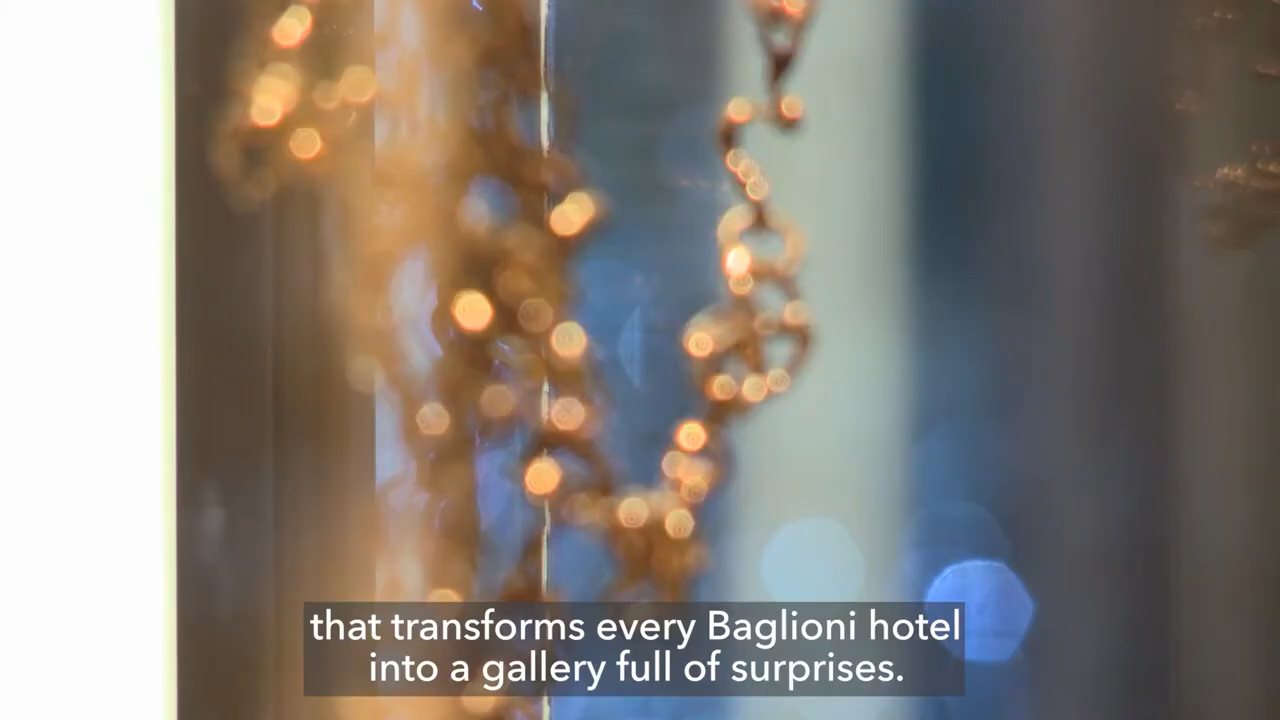 that transforms every Baglioni hotel
into a gallery full of surprises.